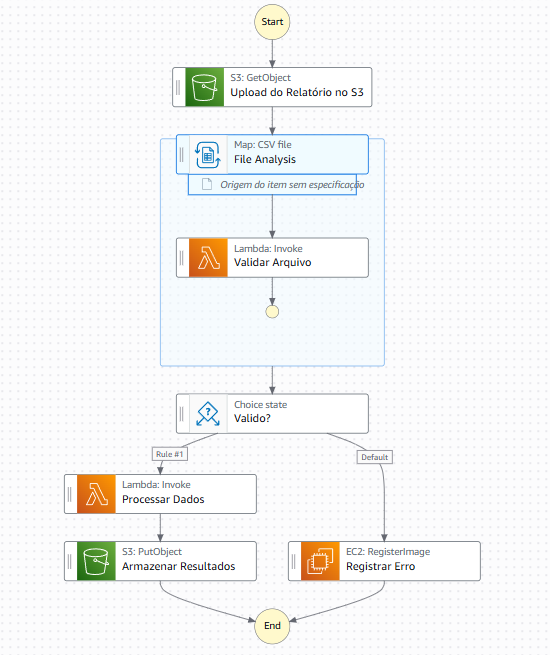 Start
S3: GetObject
Upload do Relatório no S3
Map: CSV file
File Analysis
Origem do item sem especificação
Lambda: Invoke
Validar Arquivo
Choice state
Valido?
Rule #1
Default
Lambda: Invoke
Processar Dados
S3: PutObject
Armazenar Resultados
EC2: RegisterImage
Registrar Erro
End